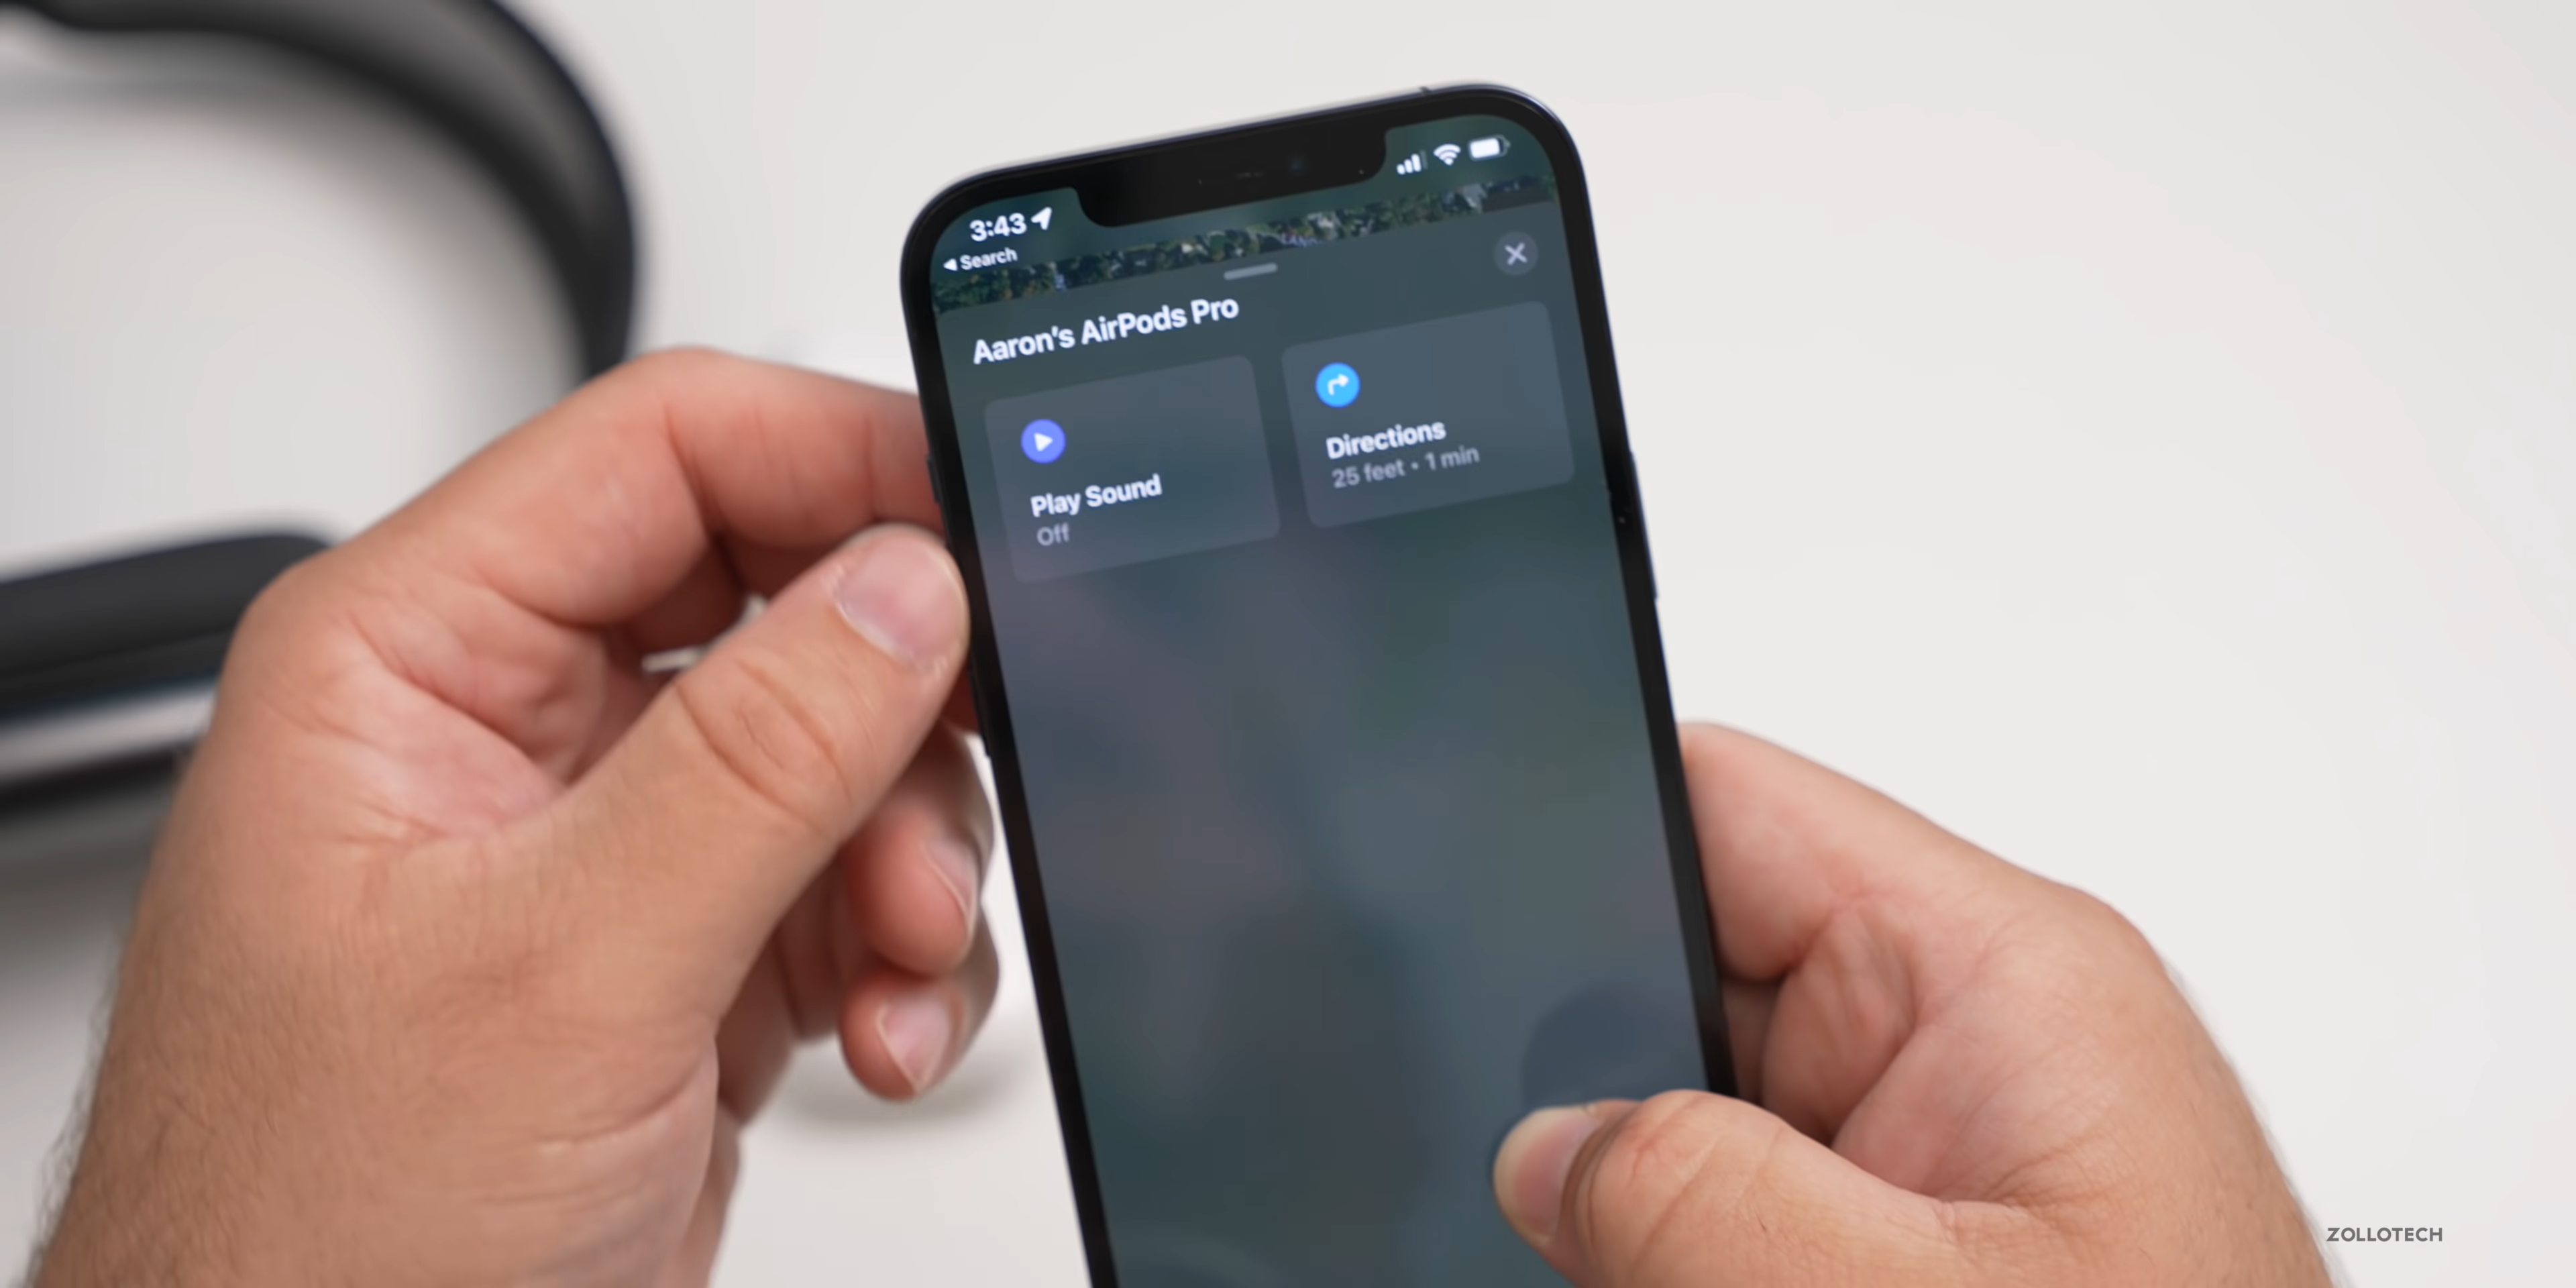 3:43
◀ Search
Aaron's AirPods Pro
Play Sound
Off
Directions
25 feet • 1 min
ZOLLOTECH